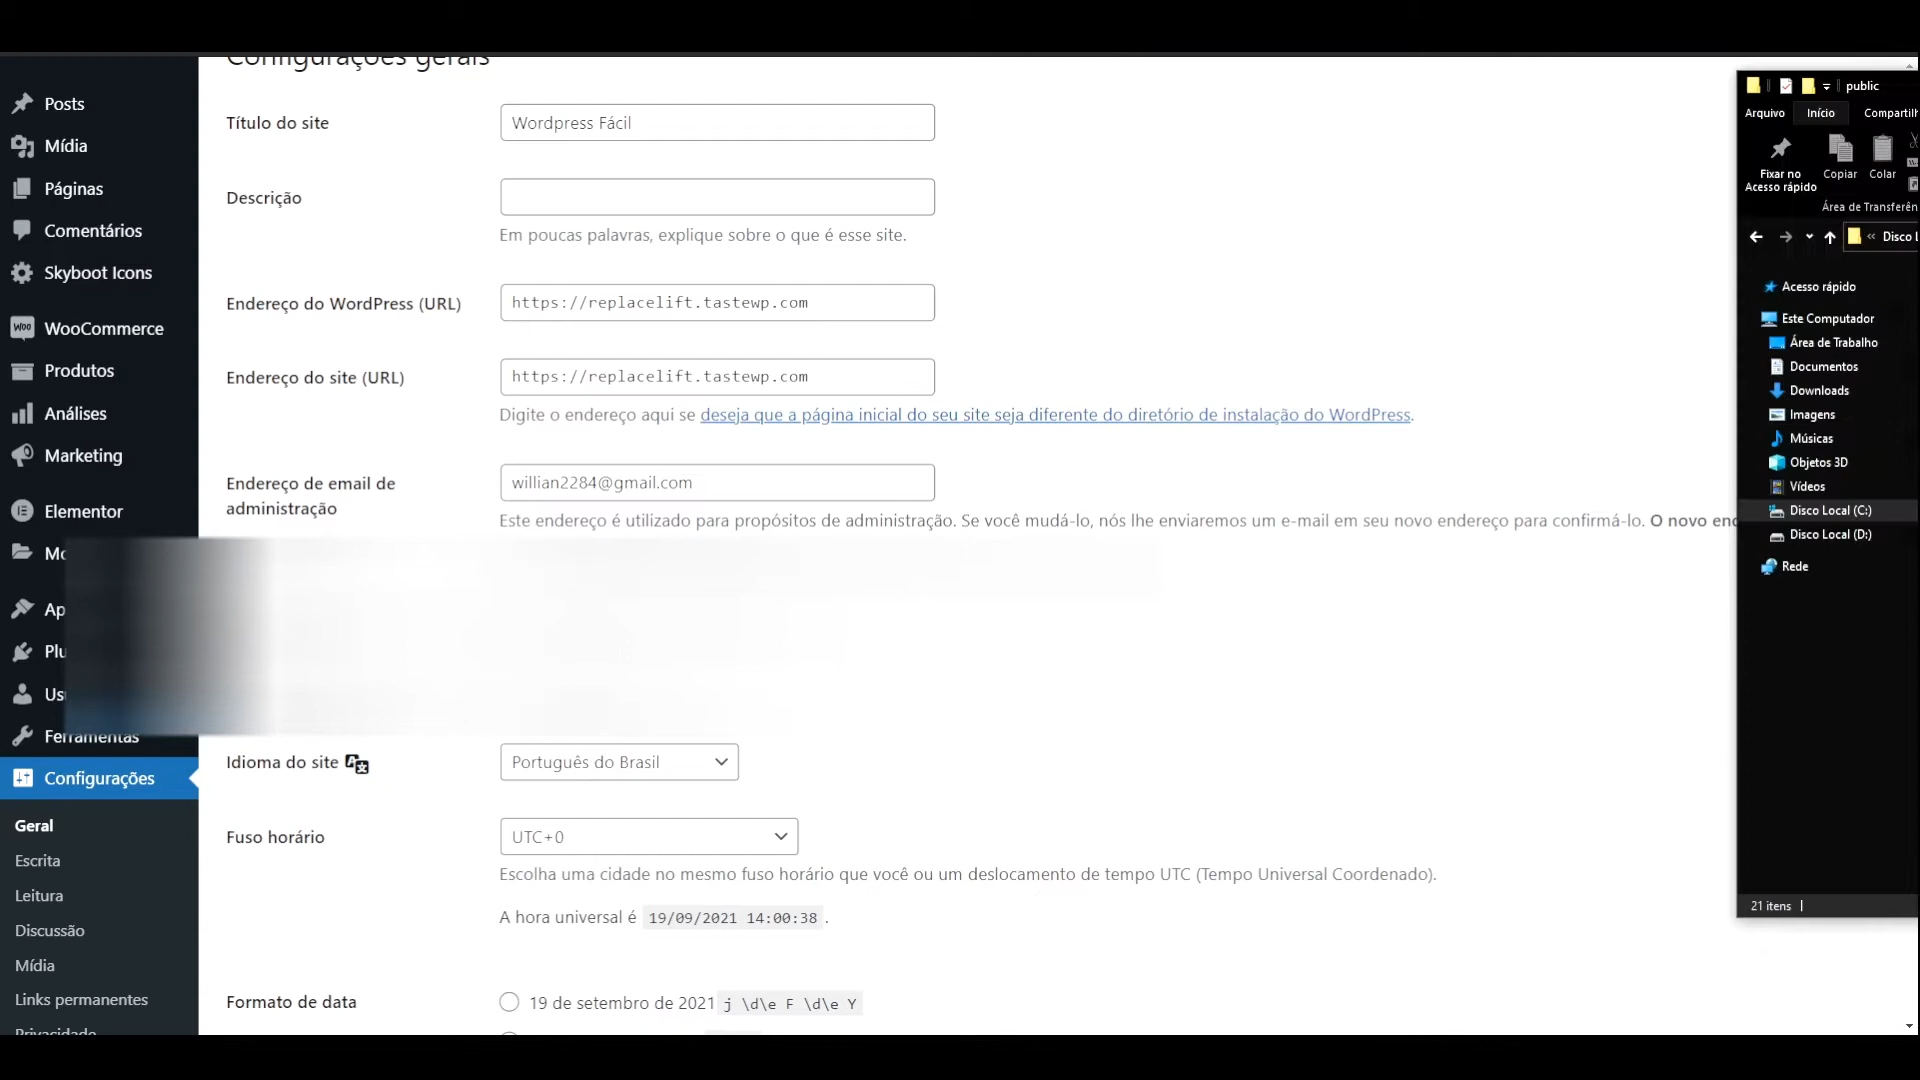 Configurações gerais
Posts
Mídia
Páginas
Comentários
Skyboot Icons
WooCommerce
Produtos
Análises
Marketing
Elementor
Mo
Ap
Plu
Usu
Ferramentas
Configurações
Geral
Escrita
Leitura
Discussão
Mídia
Links permanentes
Privacidade
Título do site
Wordpress Fácil
Descrição
Em poucas palavras, explique sobre o que é esse site.
Endereço do WordPress (URL)
https://replacelift.tastewp.com
Endereço do site (URL)
https://replacelift.tastewp.com
Digite o endereço aqui se deseja que a página inicial do seu site seja diferente do diretório de instalação do WordPress.
Endereço de email de
administração
willian2284@gmail.com
Este endereço é utilizado para propósitos de administração. Se você mudá-lo, nós lhe enviaremos um e-mail em seu novo endereço para confirmá-lo. O novo end
Idioma do site
Português do Brasil
Fuso horário
UTC+0
Escolha uma cidade no mesmo fuso horário que você ou um deslocamento de tempo UTC (Tempo Universal Coordenado).
A hora universal é 19/09/2021 14:00:38 .
Formato de data
19 de setembro de 2021 j \d\e F \d\e Y
public
Arquivo Início Compartilh
Fixar no
Acesso rápido
Copiar
Colar
Área de Transferên
« Disco L
Acesso rápido
Este Computador
Área de Trabalho
Documentos
Downloads
Imagens
Músicas
Objetos 3D
Vídeos
Disco Local (C:)
Disco Local (D:)
Rede
21 itens